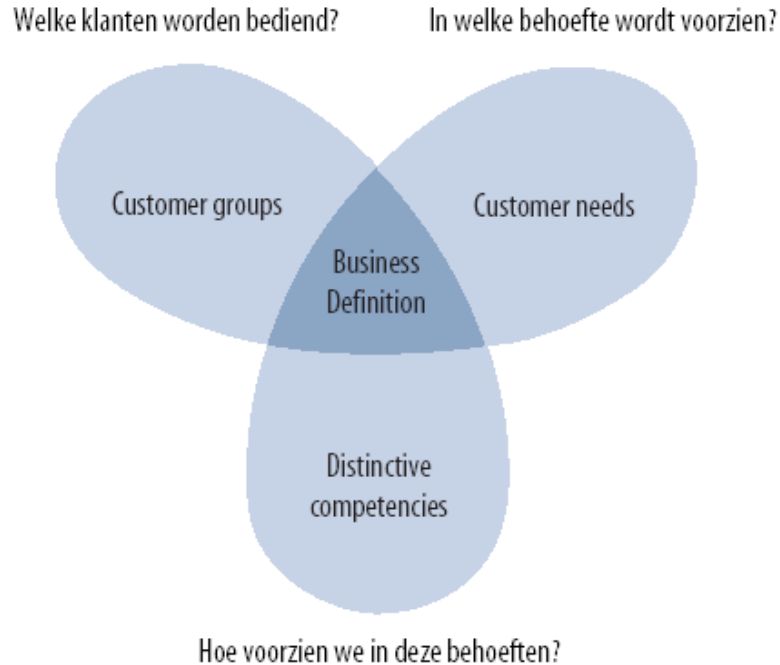 Welke klanten worden bediend?
In welke behoefte wordt voorzien?
Customer groups
Customer needs
Business
Definition
Distinctive
competencies
Hoe voorzien we in deze behoeften?